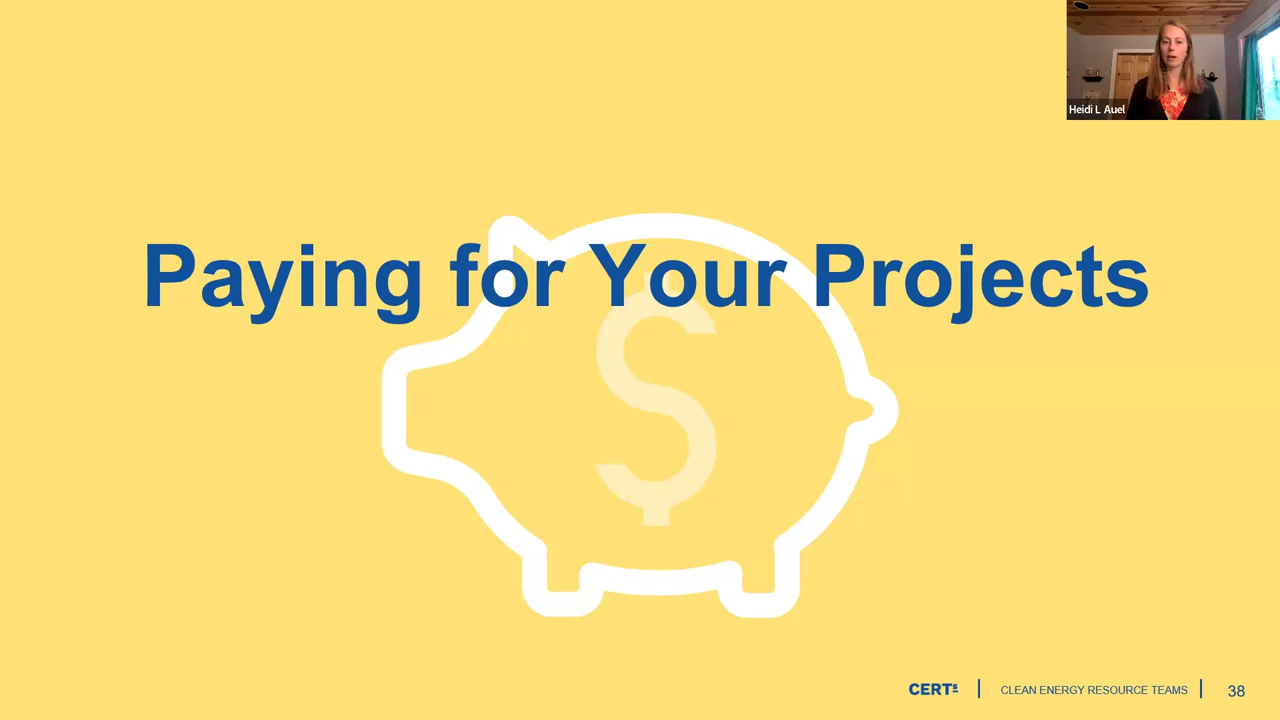 Heidi L Auel
Paying for Your Projects
$
CERTs
CLEAN ENERGY RESOURCE TEAMS
38